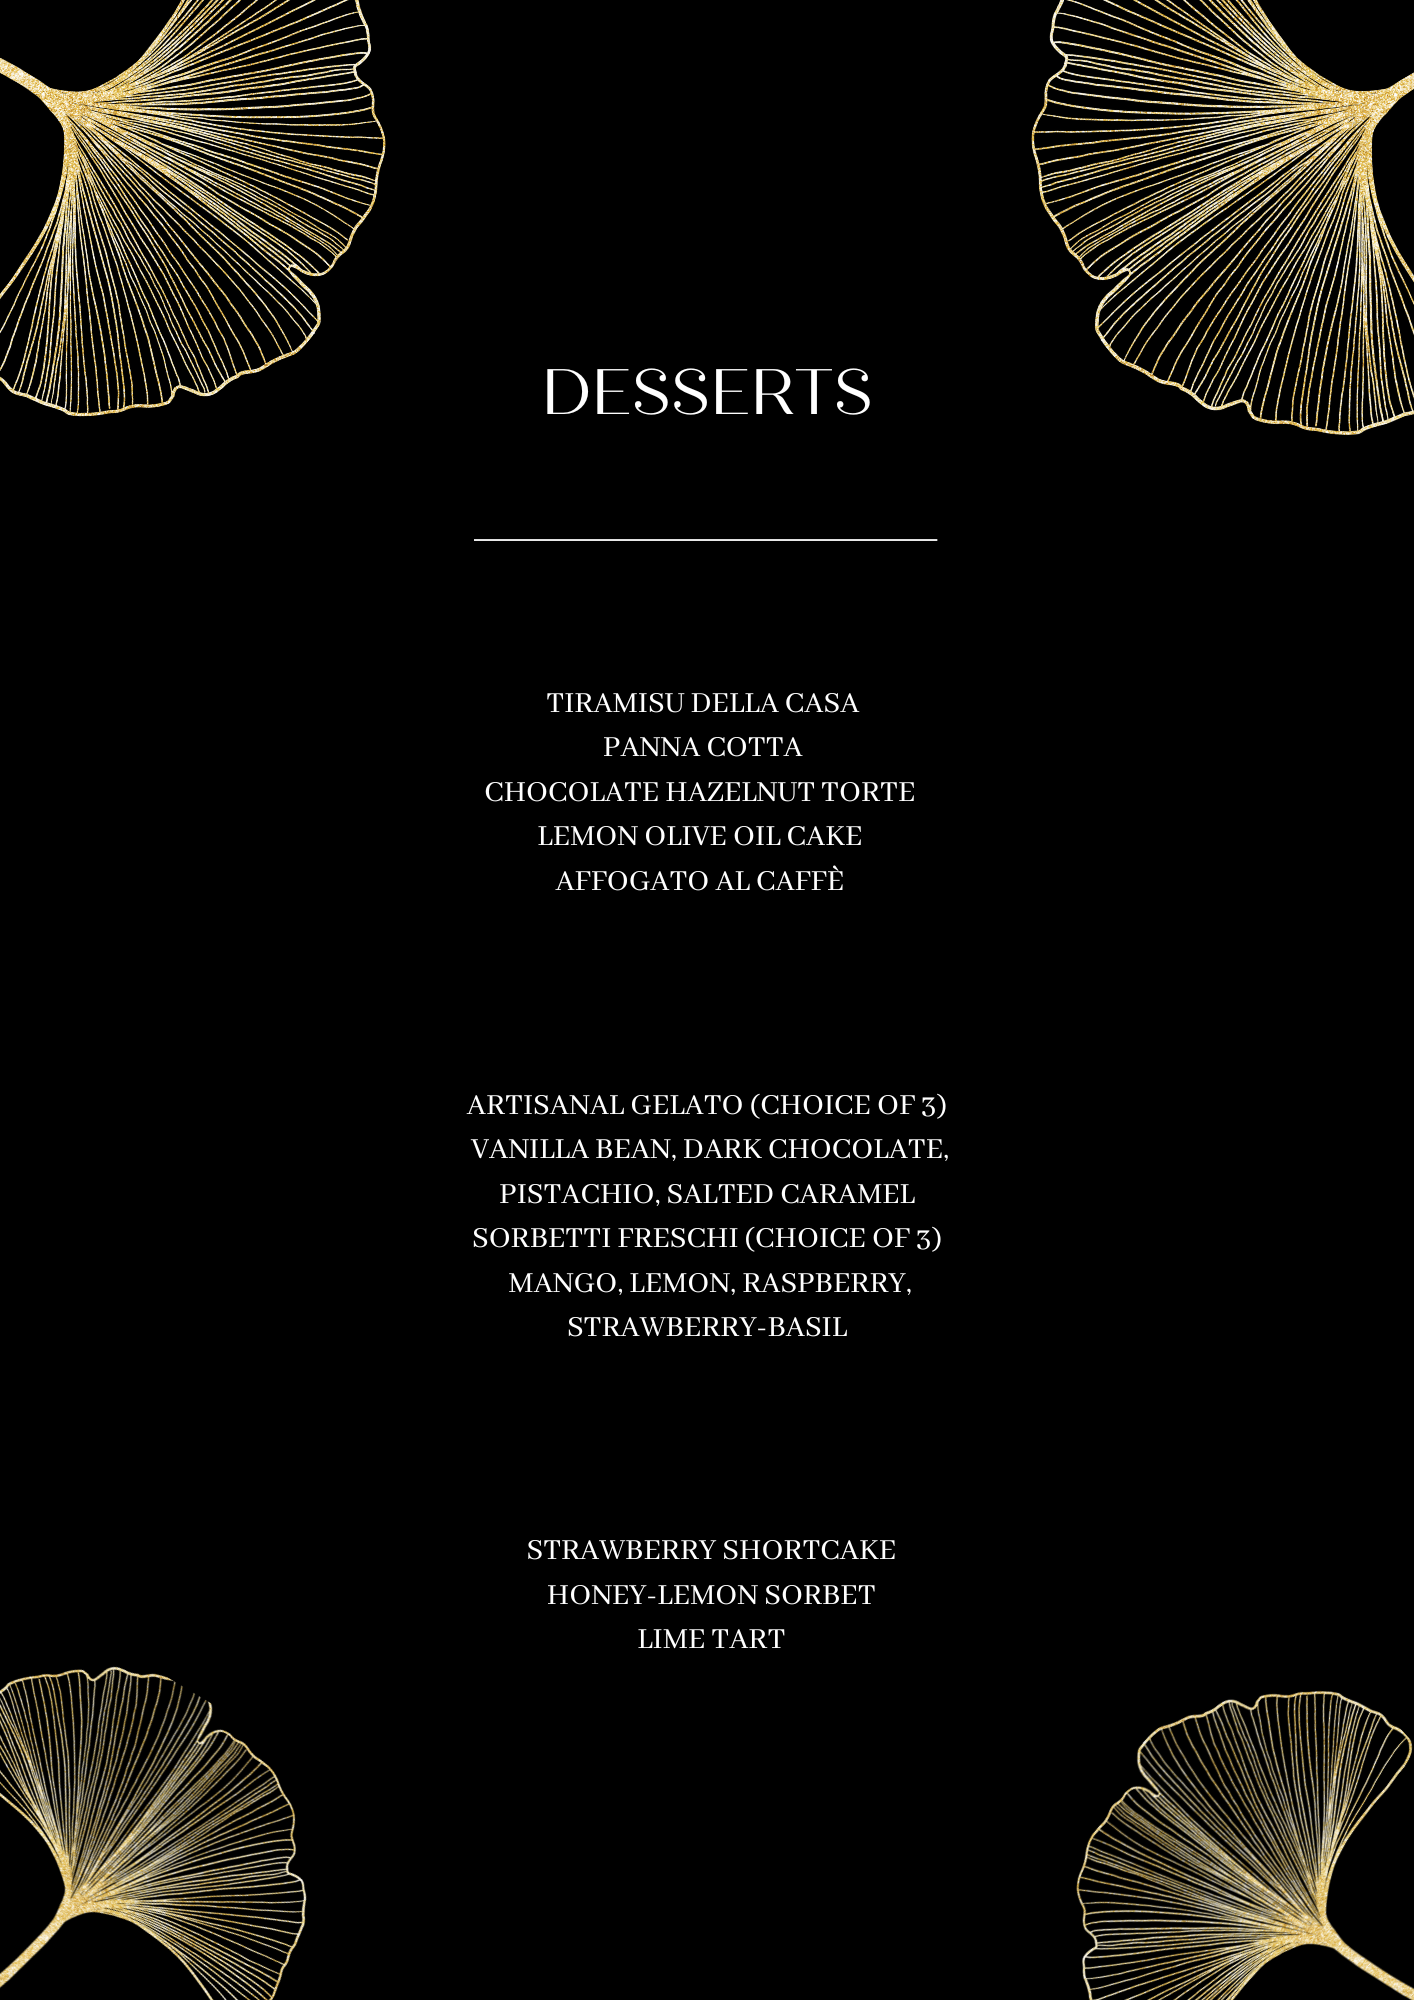 DESSERTS
TIRAMISU DELLA CASA
PANNA COTTA
CHOCOLATE HAZELNUT TORTE
LEMON OLIVE OIL CAKE
AFFOGATO AL CAFFÈ
ARTISANAL GELATO (CHOICE OF 3)
VANILLA BEAN, DARK CHOCOLATE,
PISTACHIO, SALTED CARAMEL
SORBETTI FRESCHI (CHOICE OF 3)
MANGO, LEMON, RASPBERRY,
STRAWBERRY-BASIL
STRAWBERRY SHORTCAKE
HONEY-LEMON SORBET
LIME TART